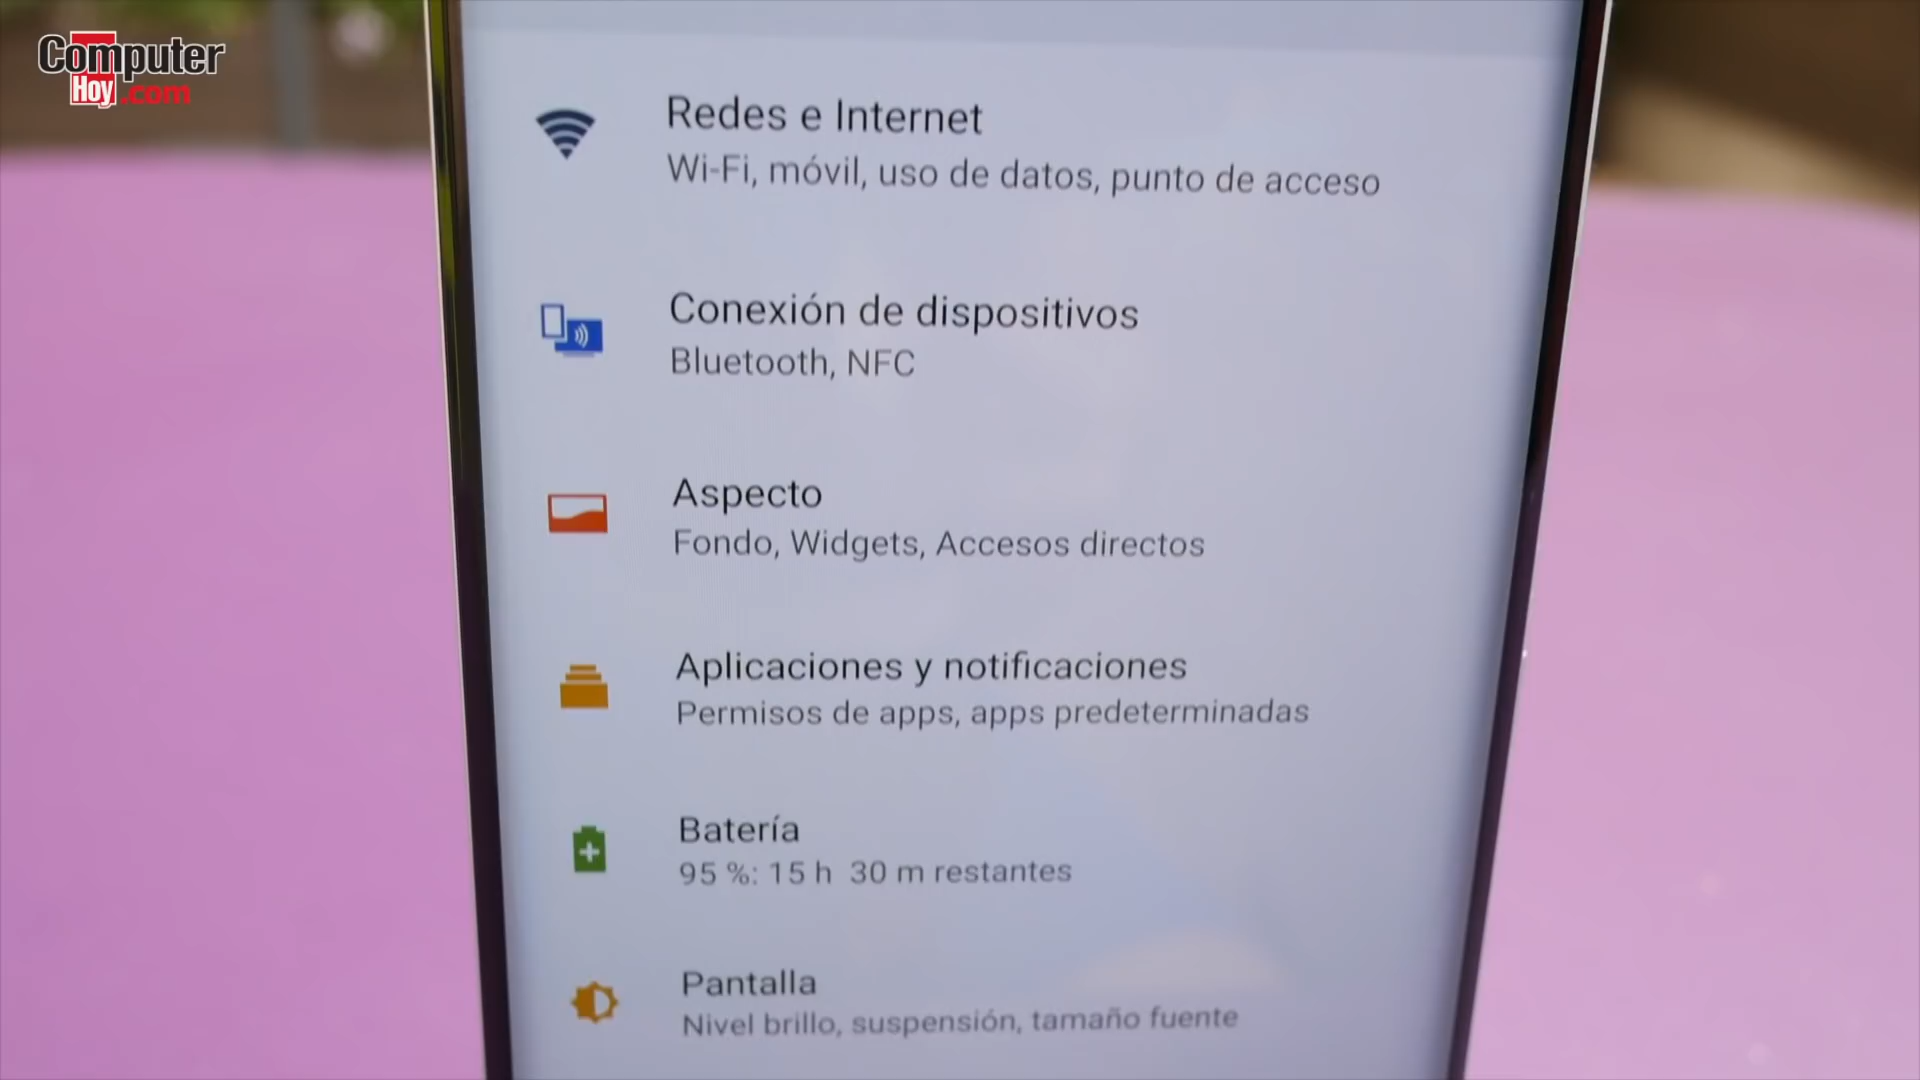 Computer
Hoy.com
Redes e Internet
Wi-Fi, móvil, uso de datos, punto de acceso
Conexión de dispositivos
Bluetooth, NFC
Aspecto
Fondo, Widgets, Accesos directos
Aplicaciones y notificaciones
Permisos de apps, apps predeterminadas
Batería
95 %: 15 h 30 m restantes
Pantalla
Nivel brillo, suspensión, tamaño fuente